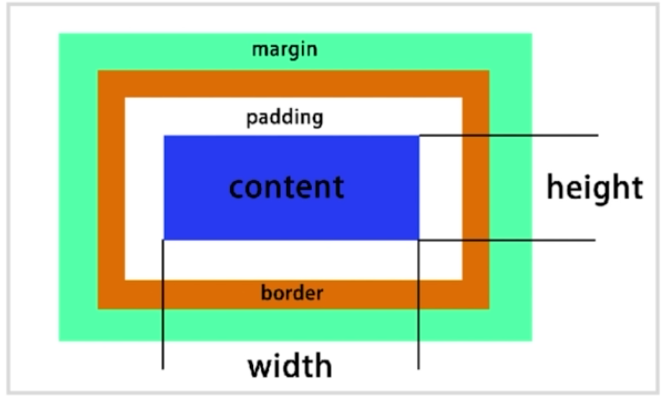 margin
padding
content
height
border
width